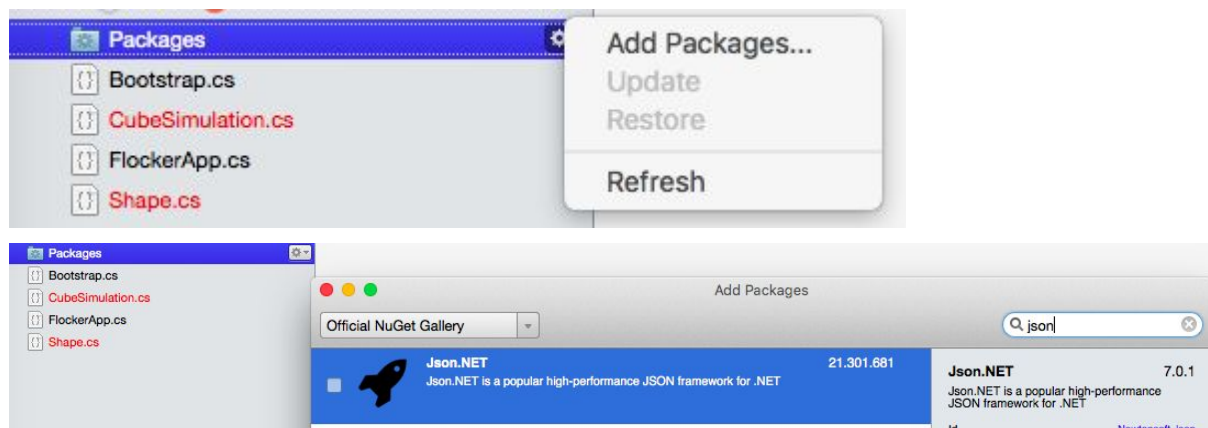 Packages
Add Packages...
Bootstrap.cs
Update
CubeSimulation.cs
Restore
FlockerApp.cs
Refresh
Shape.cs
Packages
Bootstrap.cs
CubeSimulation.cs
FlockerApp.cs
Shape.cs
Add Packages
Official NuGet Gallery
json
Json.NET 21.301.681
Json.NET is a popular high-performance JSON framework for .NET
Json.NET 7.0.1
Json.NET is a popular high-performance
JSON framework for .NET